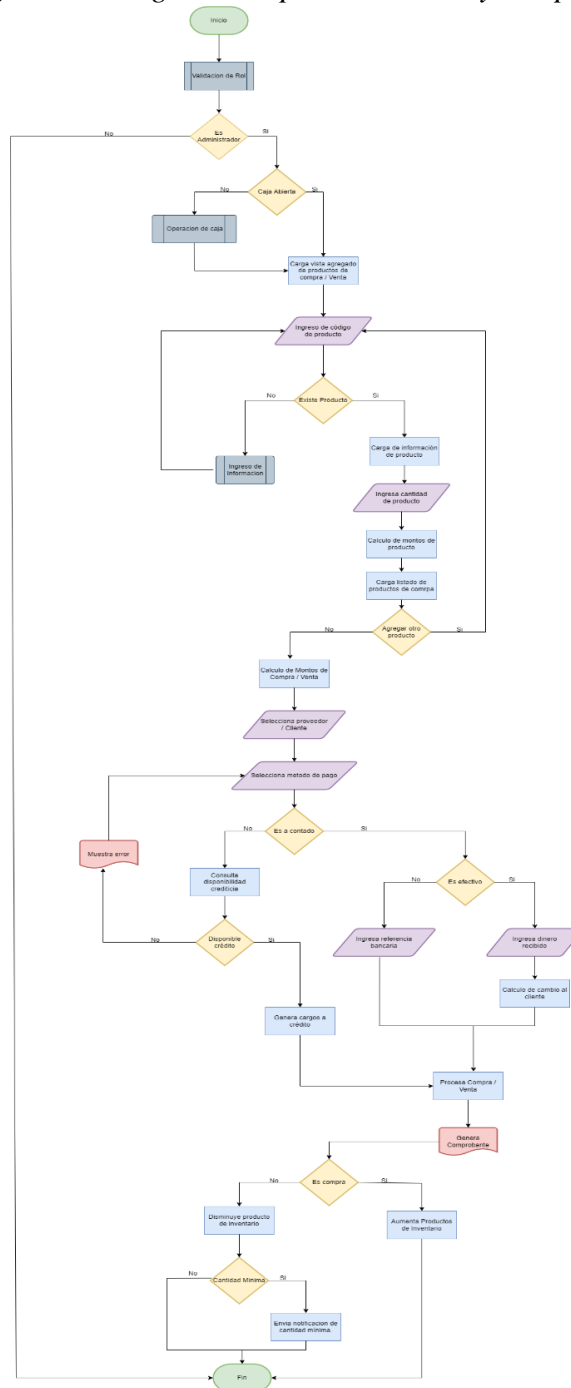 Inicio
Validacion de Rol
Es
Administrador
No
Si
Caja Abierta
No
Si
Operacion de caja
Carga vista agregado
de productos de
compra / Venta
Ingreso de código
de producto
Existe Producto
No
Si
Ingreso de
Informacion
Carga de información
de producto
Ingresa cantidad
de producto
Calculo de montos de
producto
Carga listado de
productos de comrpa
Agregar otro
producto
No
Si
Calculo de Montos de
Compra / Venta
Selecciona proveedor
/ Cliente
Selecciona metodo de pago
Es a contado
No
Si
Muestra error
Consulta
disponibilidad
crediticia
Es efectivo
No
Si
Disponible
crédito
No
Si
Ingresa referencia
bancaria
Ingresa dinero
recibido
Calculo de cambio al
cliente
Genera cargos a
crédito
Procesa Compra /
Venta
Genera
Comprobante
Es compra
No
Si
Disminuye producto
de inventario
Aumenta Productos
de Inventario
Cantidad Minima
No
Si
Envia notificacion de
cantidad minima
Fin